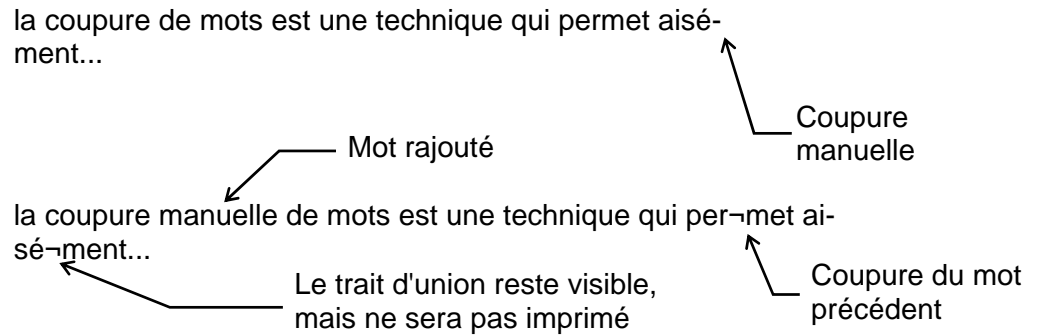 la coupure de mots est une technique qui permet aisé-
ment...
Coupure
manuelle
Mot rajouté
la coupure manuelle de mots est une technique qui per¬met ai-
sé¬ment...
Le trait d'union reste visible,
mais ne sera pas imprimé
Coupure du mot
précédent